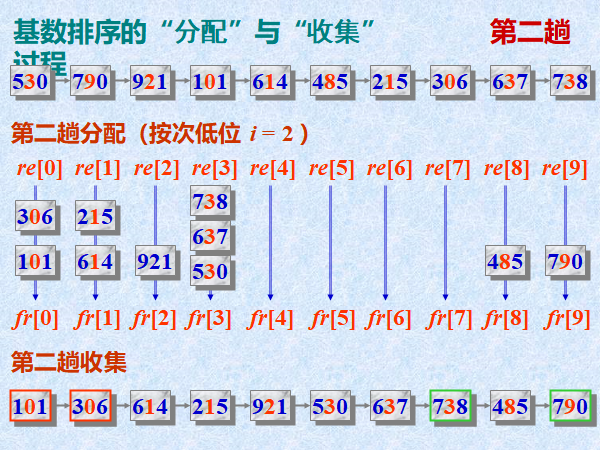 基数排序的“分配”与“收集” 第二趟
过程
530 790 921 101 614 485 215 306 637 738
第二趟分配（按次低位 i = 2 ）
re[0] re[1] re[2] re[3] re[4] re[5] re[6] re[7] re[8] re[9]
738
306 215
637
101 614 921 485 790
530
fr[0] fr[1] fr[2] fr[3] fr[4] fr[5] fr[6] fr[7] fr[8] fr[9]
第二趟收集
101 306 614 215 921 530 637 738 485 790